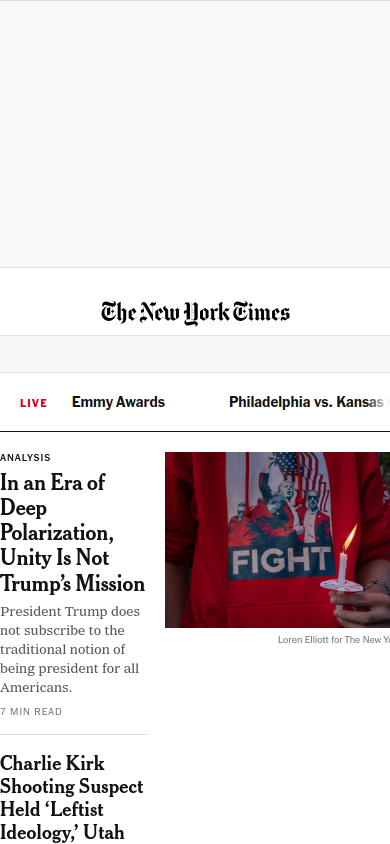 The New York Times
LIVE Emmy Awards Philadelphia vs. Kansas
ANALYSIS
In an Era of
Deep
Polarization,
Unity Is Not
Trump’s Mission
President Trump does
not subscribe to the
traditional notion of
being president for all
Americans.
7 MIN READ
FIGHT
Loren Elliott for The New Yo
Charlie Kirk
Shooting Suspect
Held ‘Leftist
Ideology,’ Utah